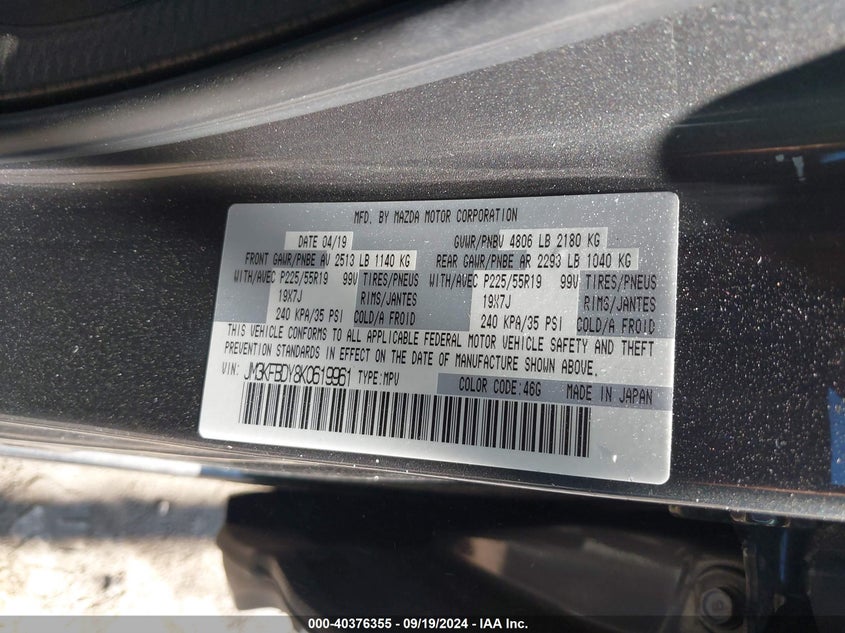 MFD. BY MAZDA MOTOR CORPORATION
DATE 04/19 GVWR/PNBV 4806 LB 2180 KG
FRONT GAWR/PNBE AV 2513 LB 1140 KG REAR GAWR/PNBE AR 2293 LB 1040 KG
WITH/AVEC P225/55R19 99V TIRES/PNEUS WITH/AVEC P225/55R19 99V TIRES/PNEUS
19X7J RIMS/JANTES 19X7J RIMS/JANTES
240 KPA/35 PSI COLD/A FROID 240 KPA/35 PSI COLD/A FROID
THIS VEHICLE CONFORMS TO ALL APPLICABLE FEDERAL MOTOR VEHICLE SAFETY AND THEFT
PREVENTION STANDARDS IN EFFECT ON THE DATE OF MANUFACTURE SHOWN ABOVE.
VIN: JM3KFBDY8K0619961 TYPE:MPV COLOR CODE:46G MADE IN JAPAN
000-40376355 - 09/19/2024 - IAA Inc.